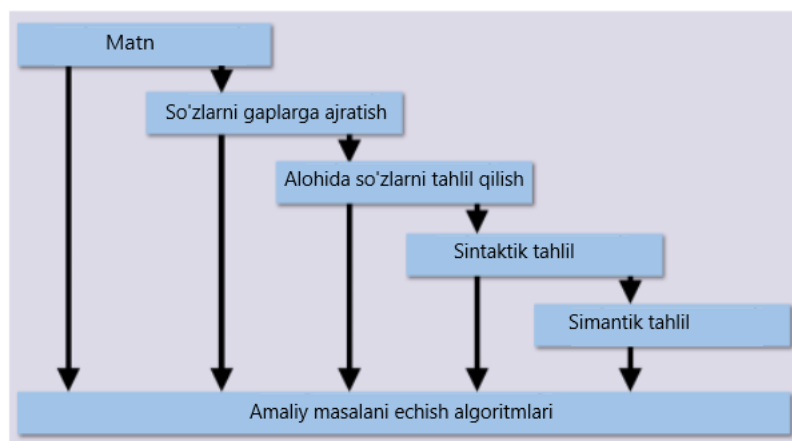 Matn
So'zlarni gaplarga ajratish
Alohida so'zlarni tahlil qilish
Sintaktik tahlil
Simantik tahlil
Amaliy masalani echish algoritmlari